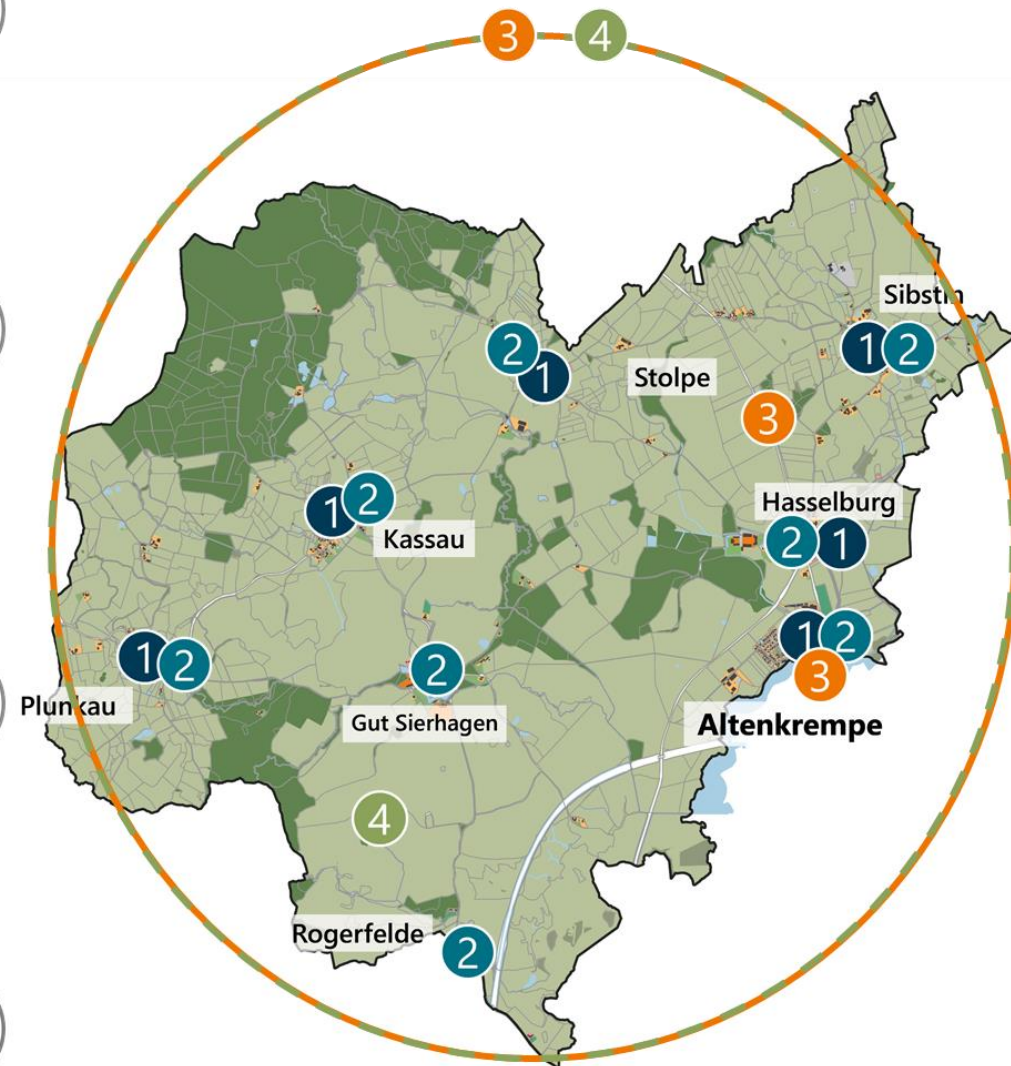 3 4
Sibstin
2
1
1 2
Stolpe
3
1 2
Kassau
Hasselburg
2 1
1 2
3
1 2
Plunkau
2
Gut Sierhagen
Altenkrempe
4
Rogerfelde
2